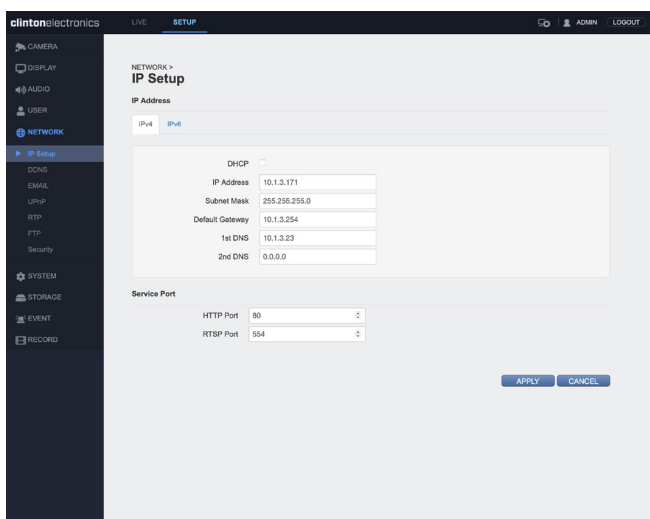 clintonelectronics LIVE SETUP ADMIN LOGOUT
CAMERA
DISPLAY
AUDIO
USER
NETWORK
IP Setup
DDNS
EMAIL
UPnP
RTP
FTP
Security
SYSTEM
STORAGE
EVENT
RECORD
NETWORK >
IP Setup
IP Address
IPv4 IPv6
DHCP
IP Address 10.1.3.171
Subnet Mask 255.255.255.0
Default Gateway 10.1.3.254
1st DNS 10.1.3.23
2nd DNS 0.0.0.0
Service Port
HTTP Port 80
RTSP Port 554
APPLY CANCEL